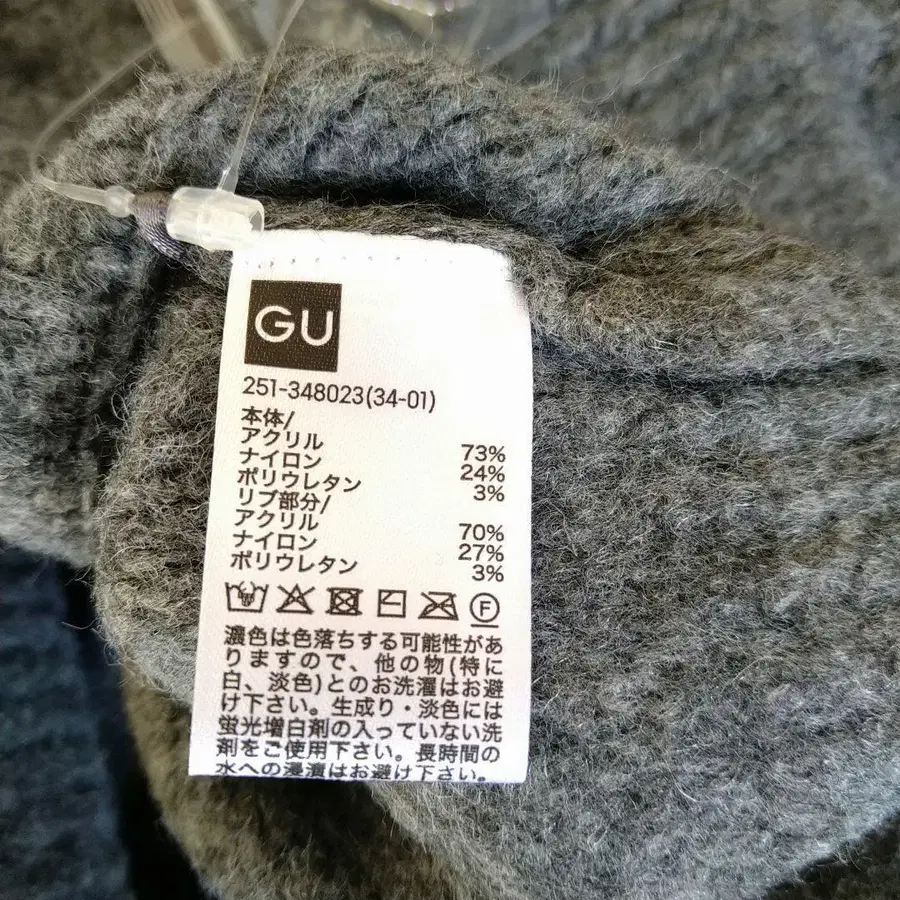 GU
251-348023(34-01)
本体/
アクリル 73%
ナイロン 24%
ポリウレタン 3%
リブ部分/
アクリル 70%
ナイロン 27%
ポリウレタン 3%
F
濃色は色落ちする可能性があ
りますので、他の物(特に
白、淡色)とのお洗濯はお避
け下さい。生成り・淡色には
蛍光増白剤の入っていない洗
剤をご使用下さい。長時間の
水への浸漬はお避け下さい。